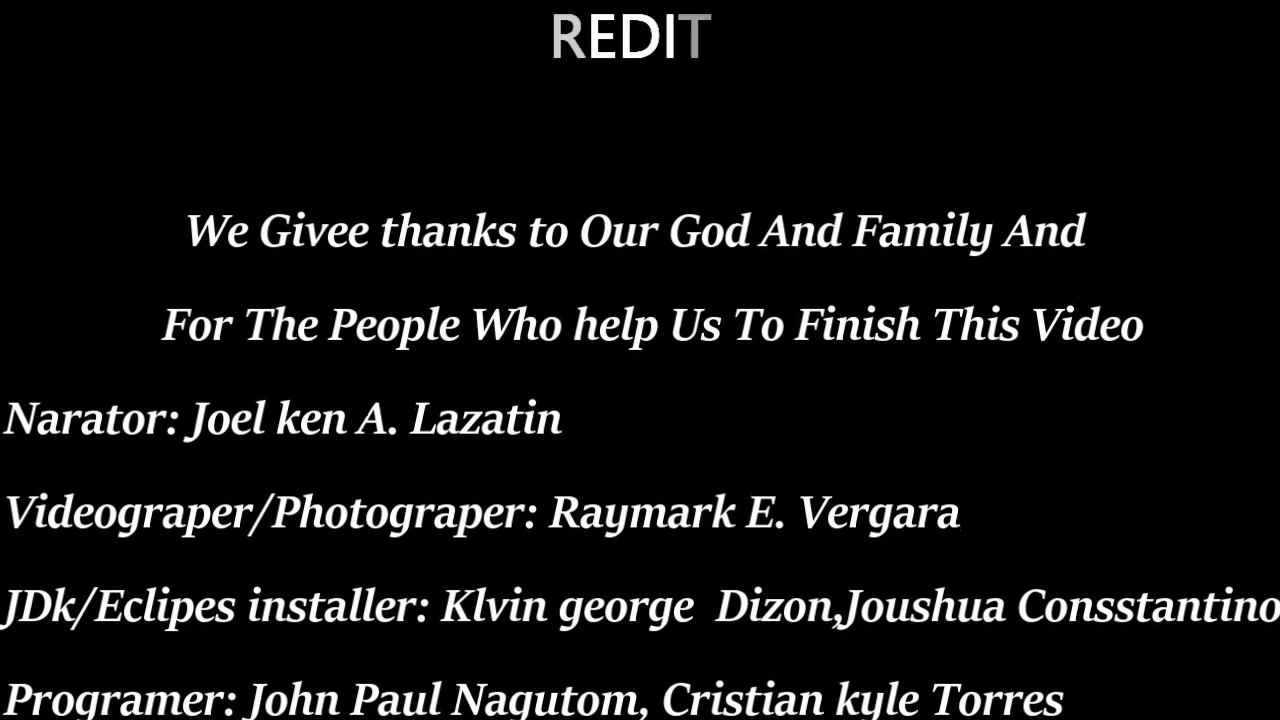 REDIT
We Givee thanks to Our God And Family And
For The People Who help Us To Finish This Video
Narator: Joel ken A. Lazatin
Videograper/Photograper: Raymark E. Vergara
JDk/Eclipes installer: Klvin george  Dizon,Joushua Consstantino
Programer: John Paul Nagutom, Cristian kyle Torres